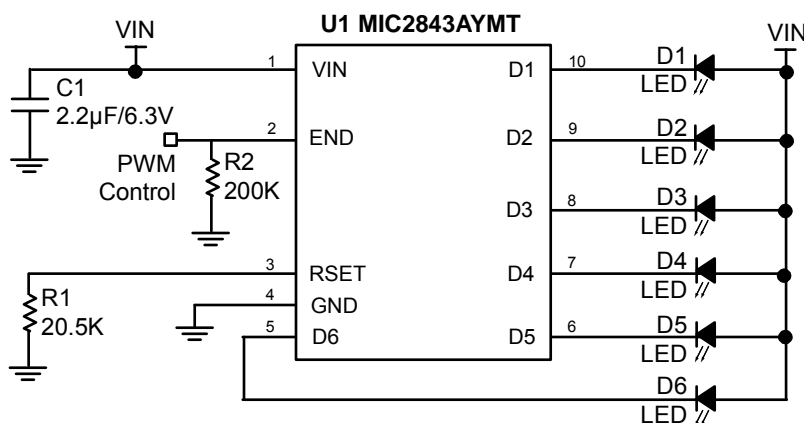 U1 MIC2843AYMT
VIN
VIN
C1
2.2µF/6.3V
1
VIN
D1
10
D1
LED
PWM
Control
2
END
R2
200K
D2
9
D2
LED
D3
8
D3
LED
R1
20.5K
3
RSET
D4
7
D4
LED
4
GND
5
D6
D5
6
D5
LED
D6
LED